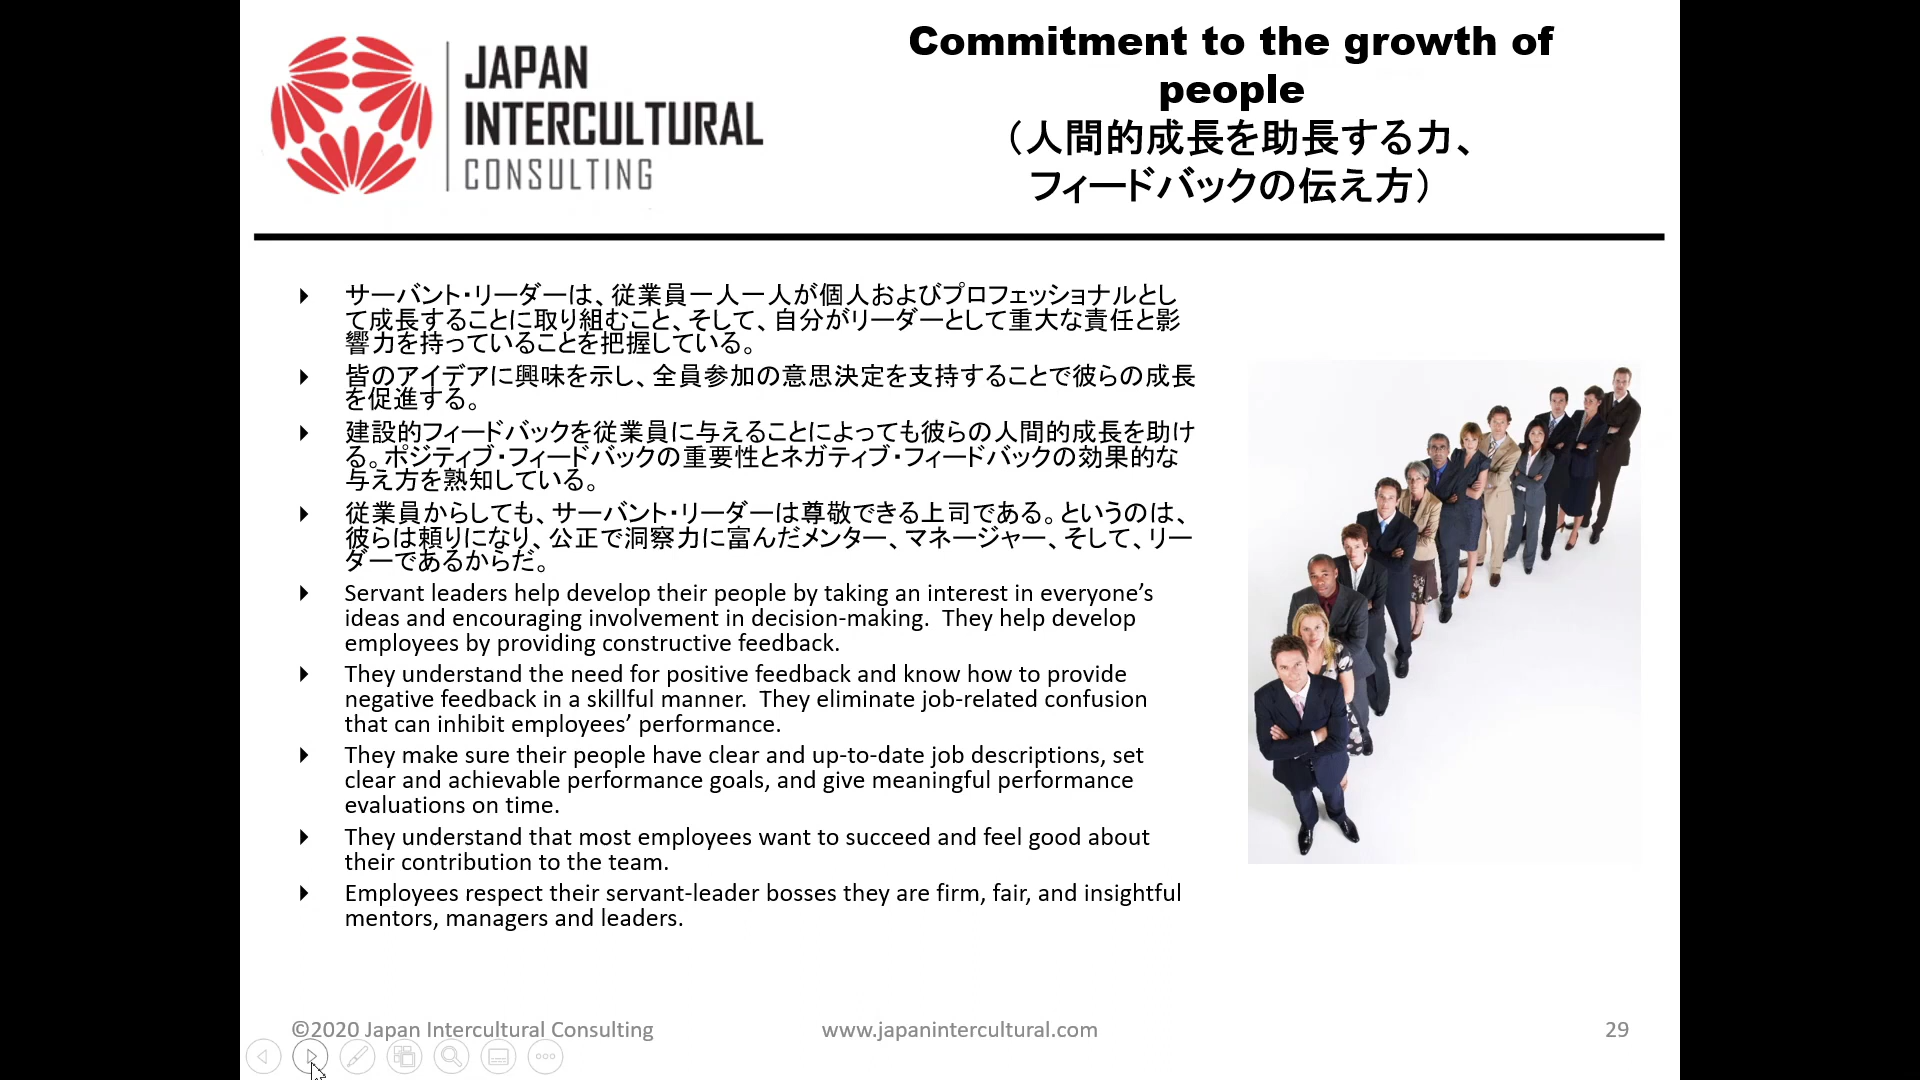 JAPAN
INTERCULTURAL
CONSULTING
Commitment to the growth of
people
（人間的成長を助長する力、
フィードバックの伝え方）
サーバント・リーダーは、従業員一人一人が個人およびプロフェッショナルとし
て成長することに取り組むこと、そして、自分がリーダーとして重大な責任と影
響力を持っていることを把握している。
皆のアイデアに興味を示し、全員参加の意思決定を支持することで彼らの成長
を促進する。
建設的フィードバックを従業員に与えることによっても彼らの人間的成長を助け
る。ポジティブ・フィードバックの重要性とネガティブ・フィードバックの効果的な
与え方を熟知している。
従業員からしても、サーバント・リーダーは尊敬できる上司である。というのは、
彼らは頼りになり、公正で洞察力に富んだメンター、マネージャー、そして、リー
ダーであるからだ。
Servant leaders help develop their people by taking an interest in everyone’s
ideas and encouraging involvement in decision-making.  They help develop
employees by providing constructive feedback.
They understand the need for positive feedback and know how to provide
negative feedback in a skillful manner.  They eliminate job-related confusion
that can inhibit employees’ performance.
They make sure their people have clear and up-to-date job descriptions, set
clear and achievable performance goals, and give meaningful performance
evaluations on time.
They understand that most employees want to succeed and feel good about
their contribution to the team.
Employees respect their servant-leader bosses they are firm, fair, and insightful
mentors, managers and leaders.
©2020 Japan Intercultural Consulting
www.japanintercultural.com
29